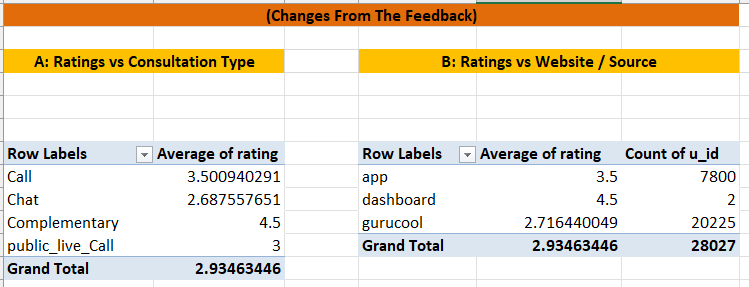 (Changes From The Feedback)
A: Ratings vs Consultation Type
B: Ratings vs Website / Source
Row Labels Average of rating
Call 3.500940291
Chat 2.687557651
Complementary 4.5
public_live_Call 3
Grand Total 2.93463446
Row Labels Average of rating Count of u_id
app 3.5 7800
dashboard 4.5 2
gurucool 2.716440049 20225
Grand Total 2.93463446 28027